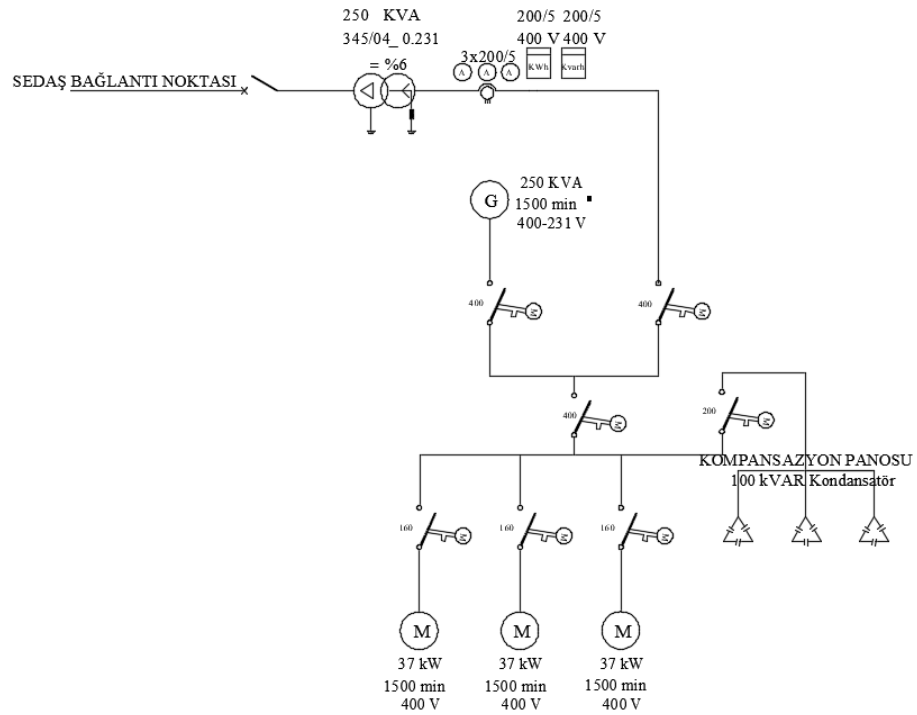 250 KVA
345/04_ 0.231
= %6
200/5 200/5
400 V 400 V
3x200/5
A A A
KWh Kvarh
SEDAŞ BAĞLANTI NOKTASI
G
250 KVA
1500 min
400-231 V
400 M
400 M
400 M
200 M
KOMPANSAZYON PANOSU
100 kVAR Kondansatör
160 M
160 M
160 M
M M M
37 kW 37 kW 37 kW
1500 min 1500 min 1500 min
400 V 400 V 400 V